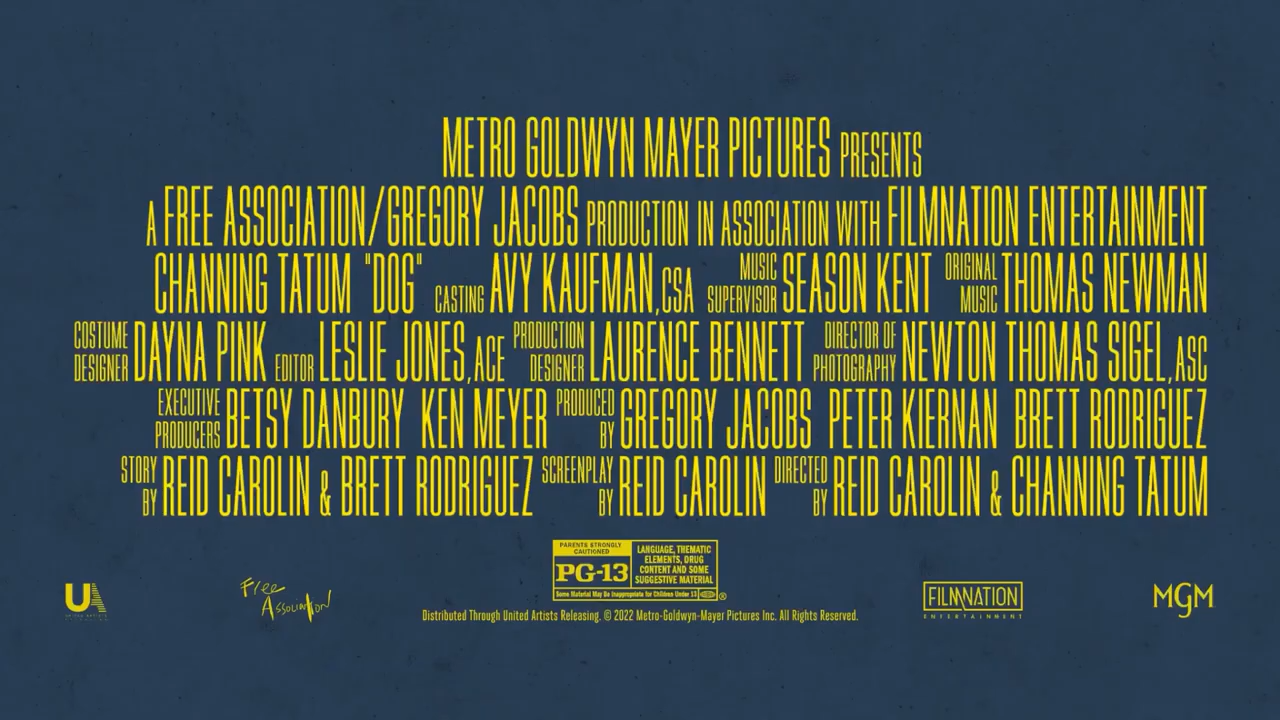 METRO GOLDWYN MAYER PICTURES PRESENTS
A FREE ASSOCIATION/GREGORY JACOBS PRODUCTION IN ASSOCIATION WITH FILMNATION ENTERTAINMENT
CHANNING TATUM "DOG" CASTING AVY KAUFMAN, CSA MUSIC SUPERVISOR SEASON KENT ORIGINAL MUSIC THOMAS NEWMAN
COSTUME DESIGNER DAYNA PINK EDITOR LESLIE JONES, ACE PRODUCTION DESIGNER LAURENCE BENNETT DIRECTOR OF PHOTOGRAPHY NEWTON THOMAS SIGEL, ASC
EXECUTIVE PRODUCERS BETSY DANBURY KEN MEYER PRODUCED BY GREGORY JACOBS PETER KIERNAN BRETT RODRIGUEZ
STORY BY REID CAROLIN & BRETT RODRIGUEZ SCREENPLAY BY REID CAROLIN DIRECTED BY REID CAROLIN & CHANNING TATUM
PARENTS STRONGLY CAUTIONED
PG-13
LANGUAGE, THEMATIC
ELEMENTS, DRUG
CONTENT AND SOME
SUGGESTIVE MATERIAL
Some Material May Be Inappropriate for Children Under 13
®
UA
Free
Association
FILMNATION
ENTERTAINMENT
MGM
Distributed Through United Artists Releasing. © 2022 Metro-Goldwyn-Mayer Pictures Inc. All Rights Reserved.